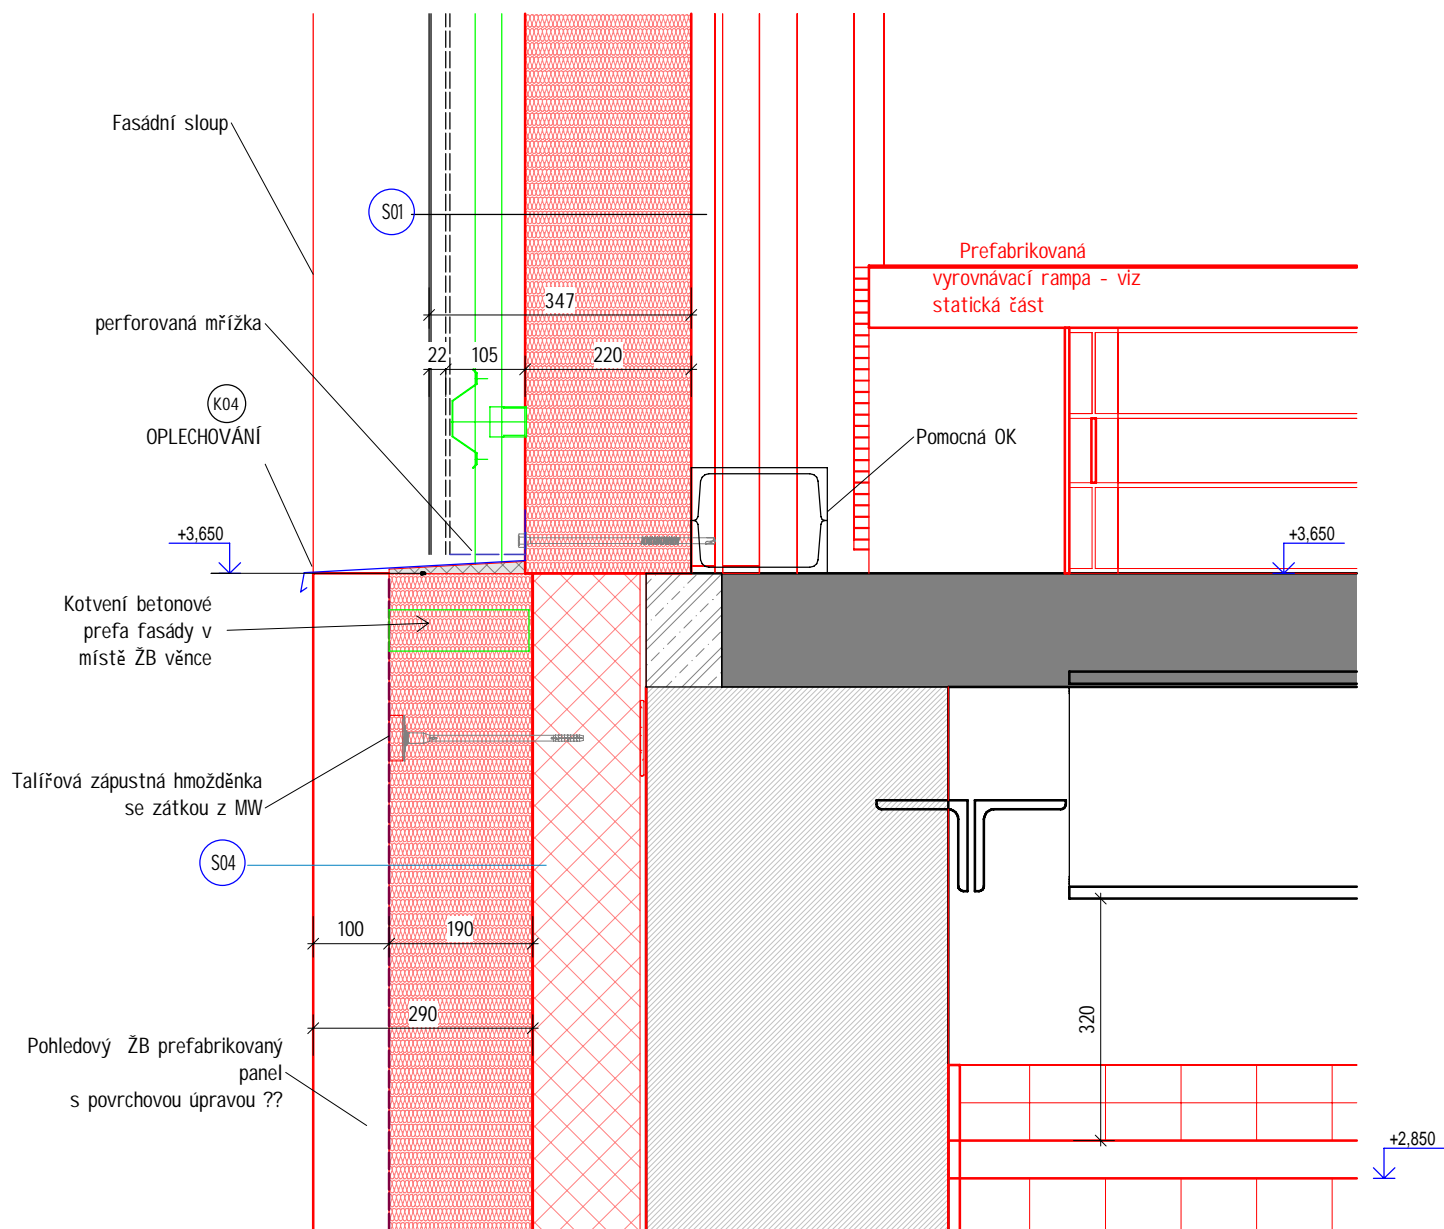 Fasádní sloup
S01
Prefabrikovaná
vyrovnávací rampa - viz
statická část
347
perforovaná mřížka
22
105
220
K04
OPLECHOVÁNÍ
Pomocná OK
+3,650
+3,650
Kotvení betonové
prefa fasády v
místě ŽB věnce
Talířová zápustná hmožděnka
se zátkou z MW
S04
100
190
290
320
Pohledový ŽB prefabrikovaný
panel
s povrchovou úpravou ??
+2,850